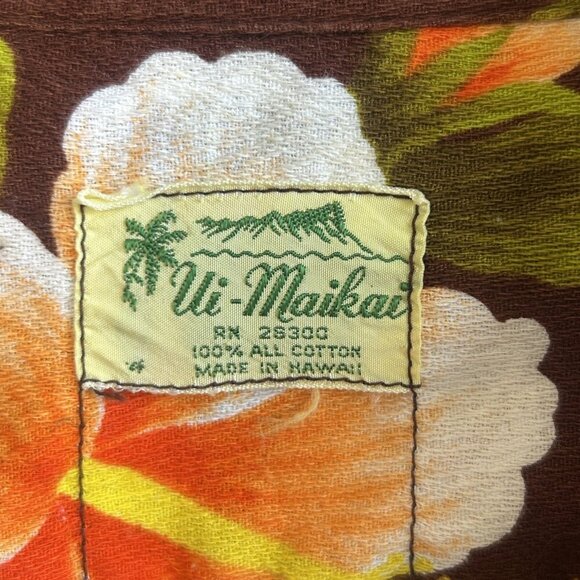 Ui-Maikai
RN 28300
100% ALL COTTON
MADE IN HAWAII